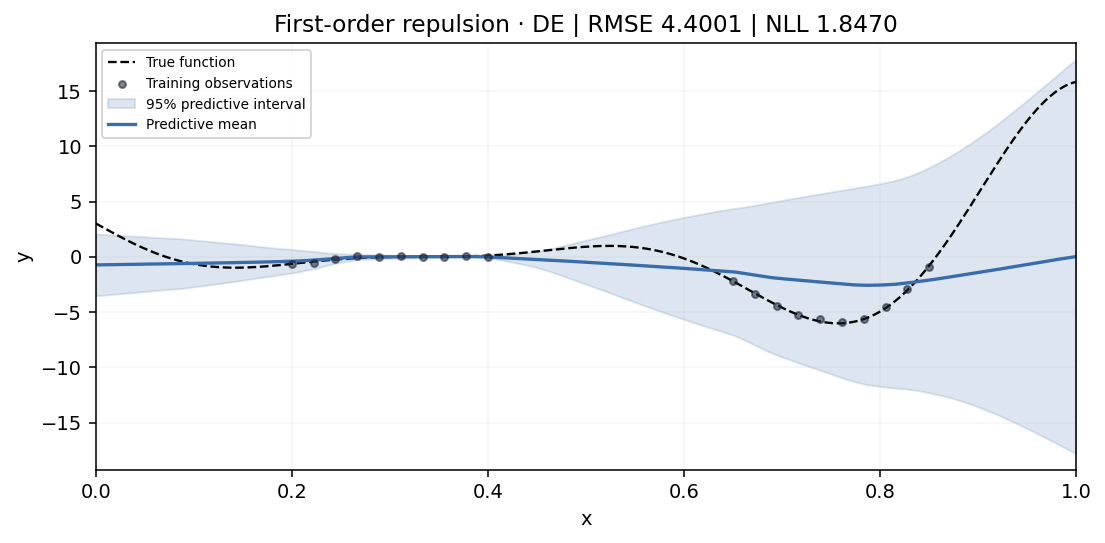 First-order repulsion · DE | RMSE 4.4001 | NLL 1.8470
True function
Training observations
95% predictive interval
Predictive mean
y
15
10
5
0
−5
−10
−15
0.0 0.2 0.4 0.6 0.8 1.0
x